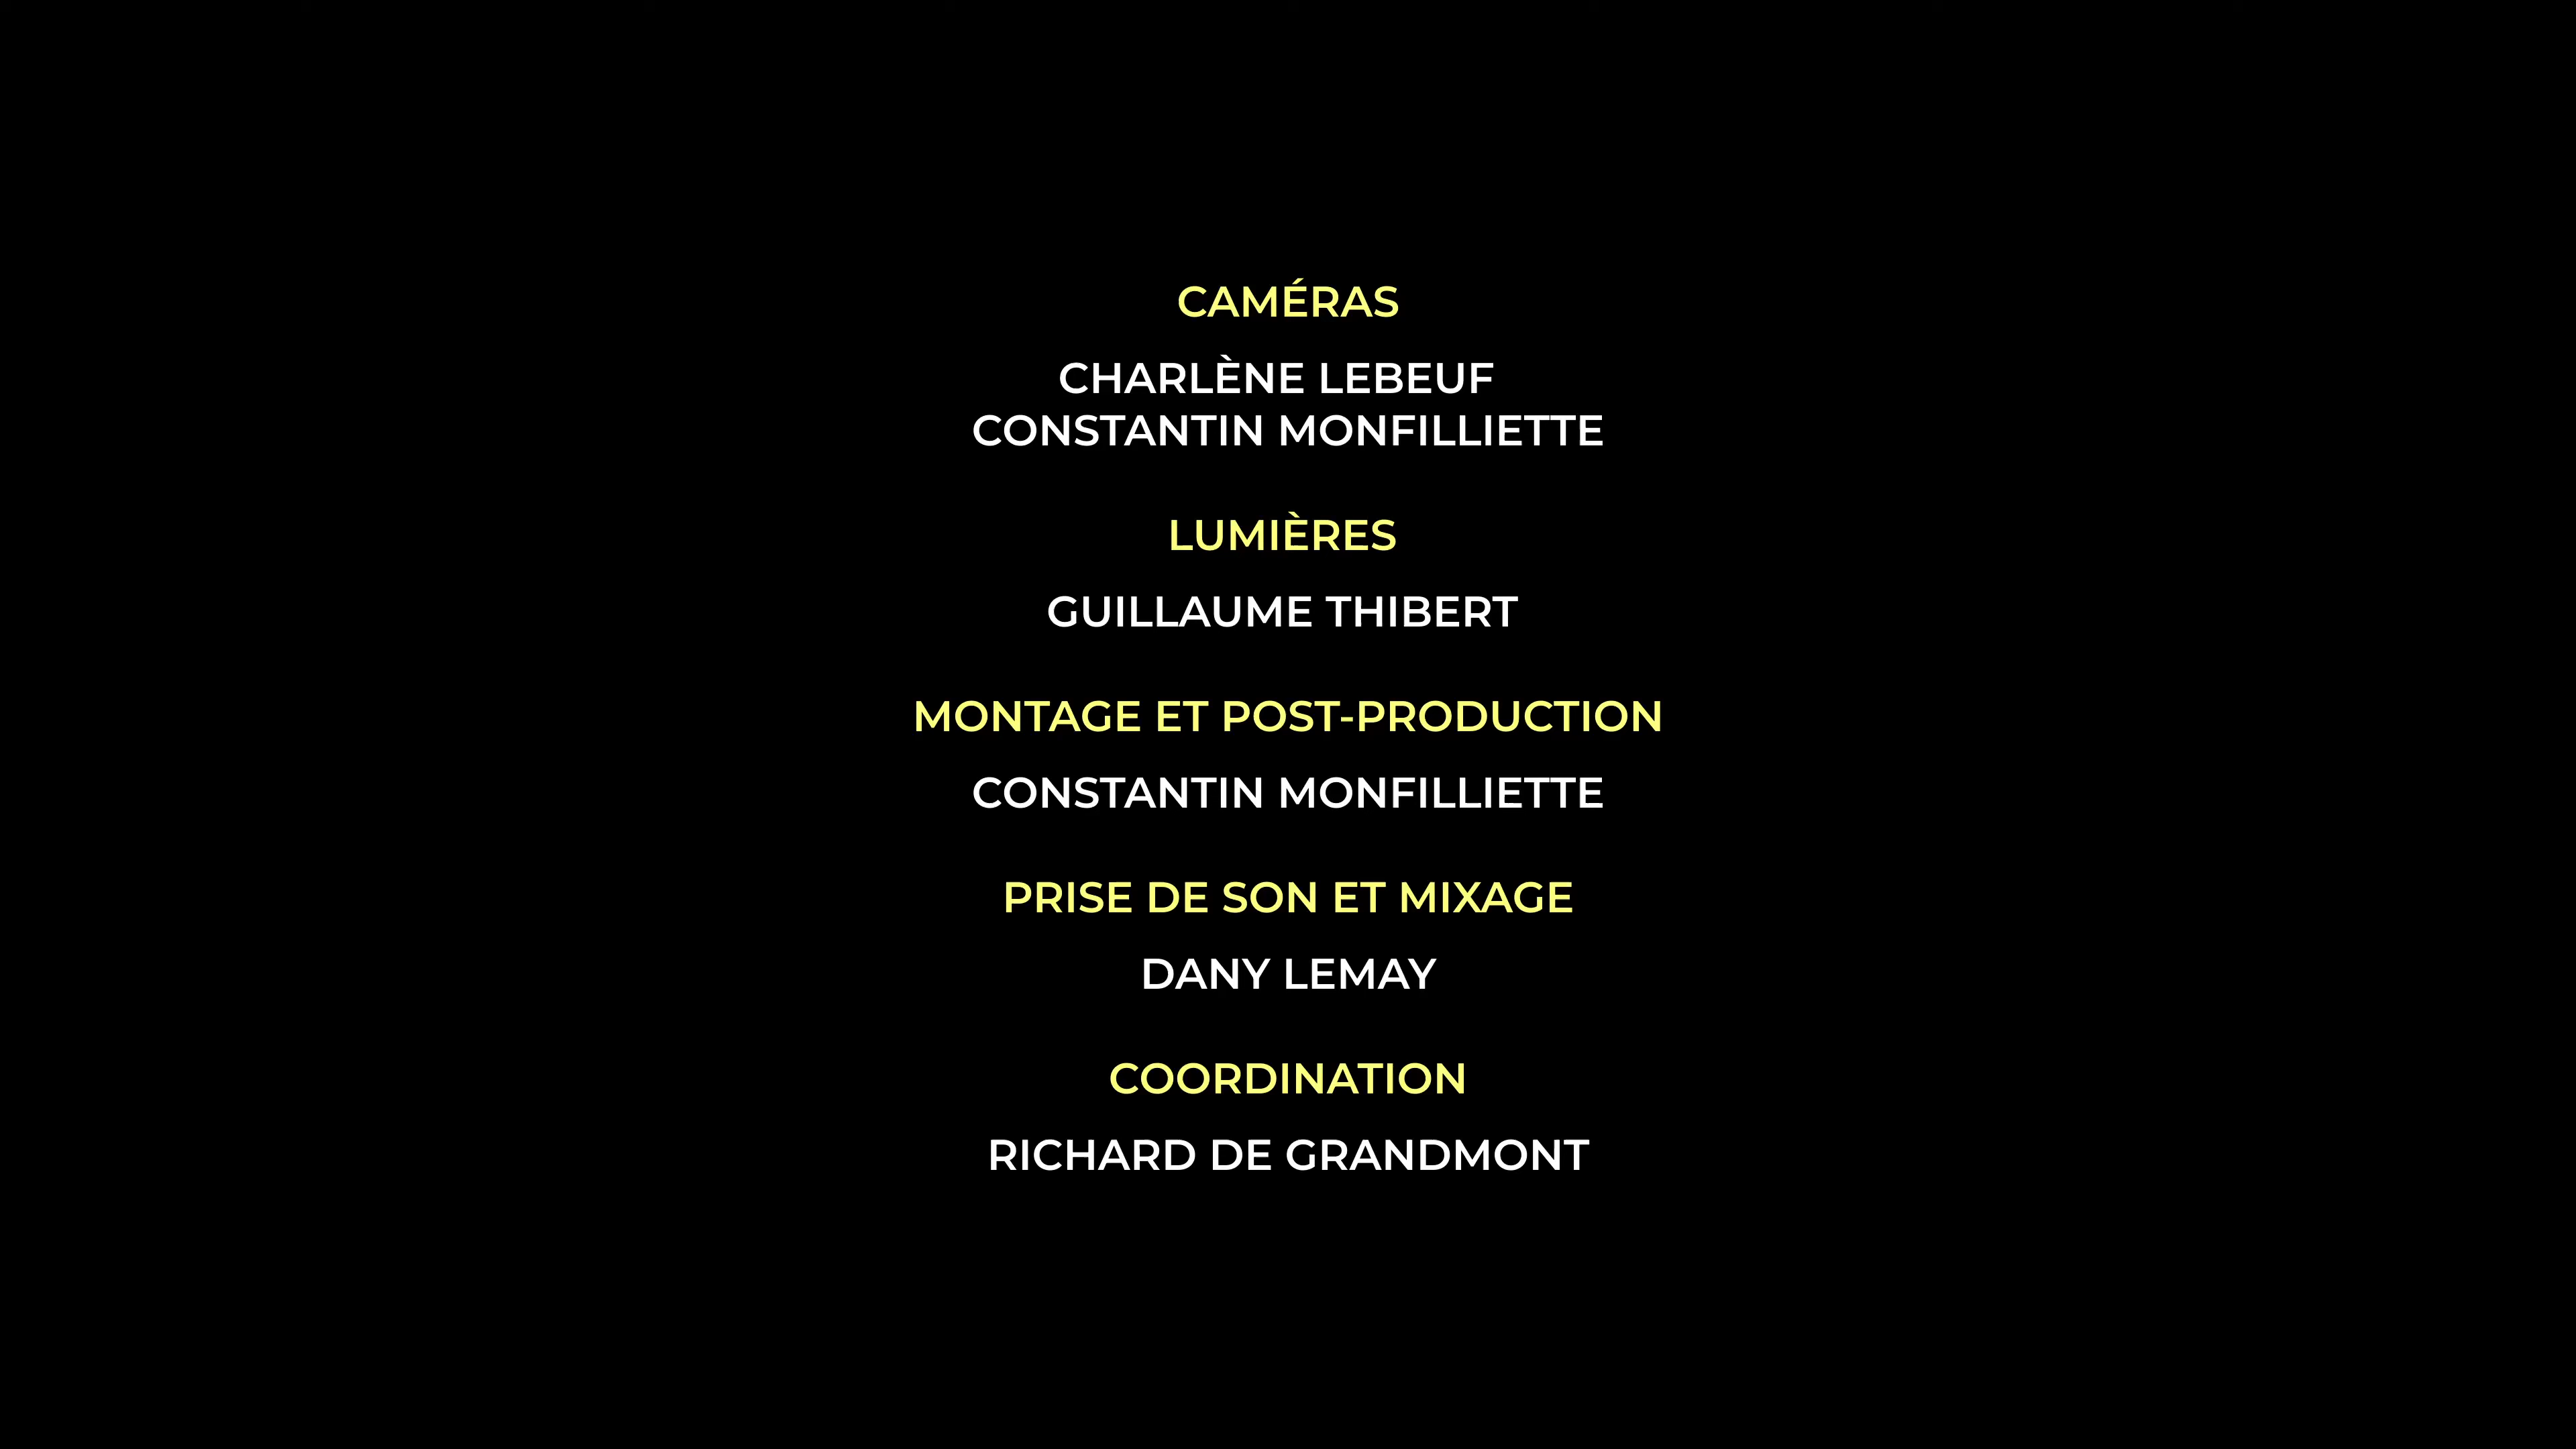 CAMÉRAS
CHARLÈNE LEBEUF
CONSTANTIN MONFILLIETTE
LUMIÈRES
GUILLAUME THIBERT
MONTAGE ET POST-PRODUCTION
CONSTANTIN MONFILLIETTE
PRISE DE SON ET MIXAGE
DANY LEMAY
COORDINATION
RICHARD DE GRANDMONT